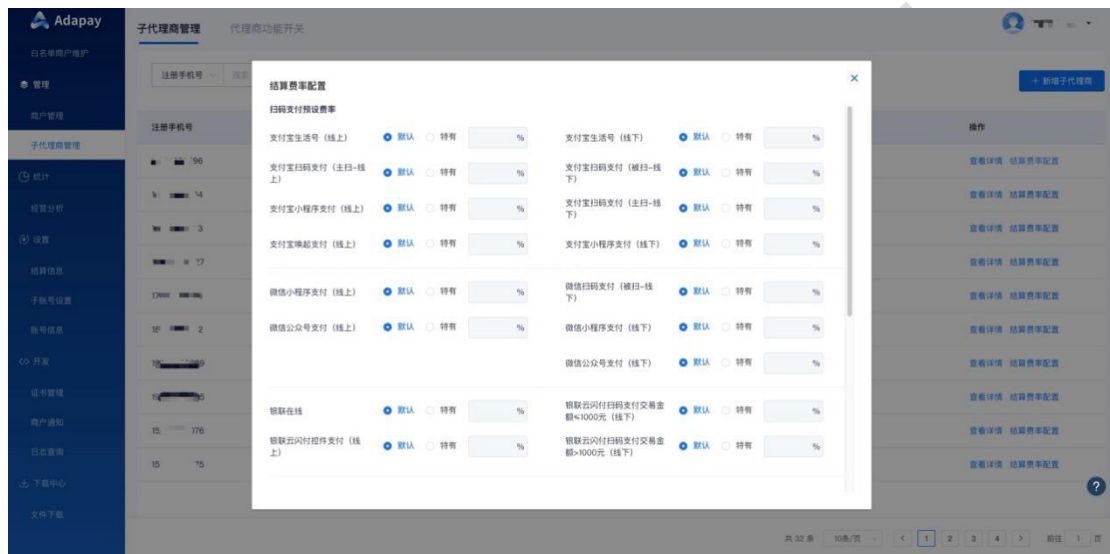 Adapay
子代理商管理
代理商功能开关
白名单商户维护
管理
商户管理
子代理商管理
统计
经营分析
设置
结算信息
子账号设置
账号信息
开发
证书管理
商户通知
日志查询
下载中心
文件下载
注册手机号
+ 新增子代理商
注册手机号
操作
96
查看详情 结算费率配置
查看详情 结算费率配置
3
查看详情 结算费率配置
查看详情 结算费率配置
查看详情 结算费率配置
2
查看详情 结算费率配置
查看详情 结算费率配置
查看详情 结算费率配置
15 776
查看详情 结算费率配置
15 75
查看详情 结算费率配置
结算费率配置
×
扫码支付预设费率
支付宝生活号（线上） 默认 特有 %
支付宝生活号（线下） 默认 特有 %
支付宝扫码支付（主扫-线
上） 默认 特有 %
支付宝扫码支付（被扫-线
下） 默认 特有 %
支付宝小程序支付（线上） 默认 特有 %
支付宝扫码支付（主扫-线
下） 默认 特有 %
支付宝唤起支付（线上） 默认 特有 %
支付宝小程序支付（线下） 默认 特有 %
微信小程序支付（线上） 默认 特有 %
微信扫码支付（被扫-线
下） 默认 特有 %
微信公众号支付（线上） 默认 特有 %
微信小程序支付（线下） 默认 特有 %
微信公众号支付（线下） 默认 特有 %
银联在线 默认 特有 %
银联云闪付扫码支付交易金
额≤1000元（线下） 默认 特有 %
银联云闪付控件支付（线
上） 默认 特有 %
银联云闪付扫码支付交易金
额>1000元（线下） 默认 特有 %
?
共 32 条 10条/页 < 1 2 3 4 > 前往 1 页